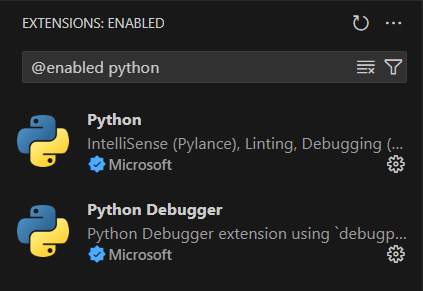 EXTENSIONS: ENABLED
@enabled python
Python
IntelliSense (Pylance), Linting, Debugging (...
Microsoft
Python Debugger
Python Debugger extension using `debugp...
Microsoft